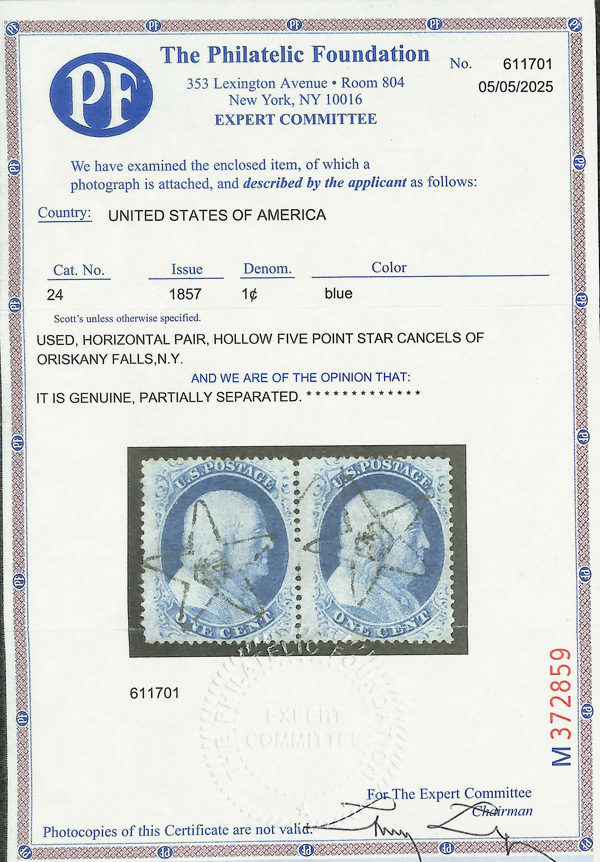 PF
The Philatelic Foundation
No. 611701
353 Lexington Avenue • Room 804
05/05/2025
New York, NY 10016
EXPERT COMMITTEE
We have examined the enclosed item, of which a
photograph is attached, and described by the applicant as follows:
Country: UNITED STATES OF AMERICA
Cat. No. Issue Denom. Color
24 1857 1¢ blue
Scott's unless otherwise specified.
USED, HORIZONTAL PAIR, HOLLOW FIVE POINT STAR CANCELS OF
ORISKANY FALLS,N.Y.
AND WE ARE OF THE OPINION THAT:
IT IS GENUINE, PARTIALLY SEPARATED. * * * * * * * * * * * * *
U.S. POSTAGE U.S. POSTAGE
ONE CENT ONE CENT
611701
THE PHILATELIC FOUNDATION
EXPERT
COMMITTEE
M 372859
For The Expert Committee
Chairman
Photocopies of this Certificate are not valid.